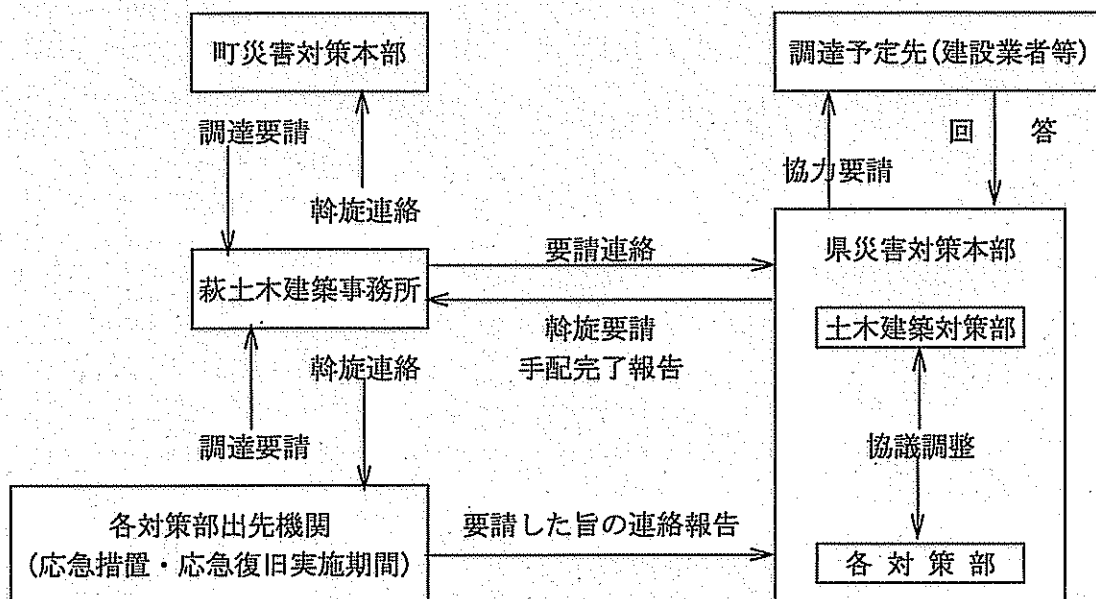 町災害対策本部
調達予定先(建設業者等)
調達要請
斡旋連絡
回 答
協力要請
萩土木建築事務所
要請連絡
斡旋要請
手配完了報告
県災害対策本部
土木建築対策部
協議調整
各対策部
斡旋連絡
調達要請
各対策部出先機関
(応急措置・応急復旧実施期間)
要請した旨の連絡報告